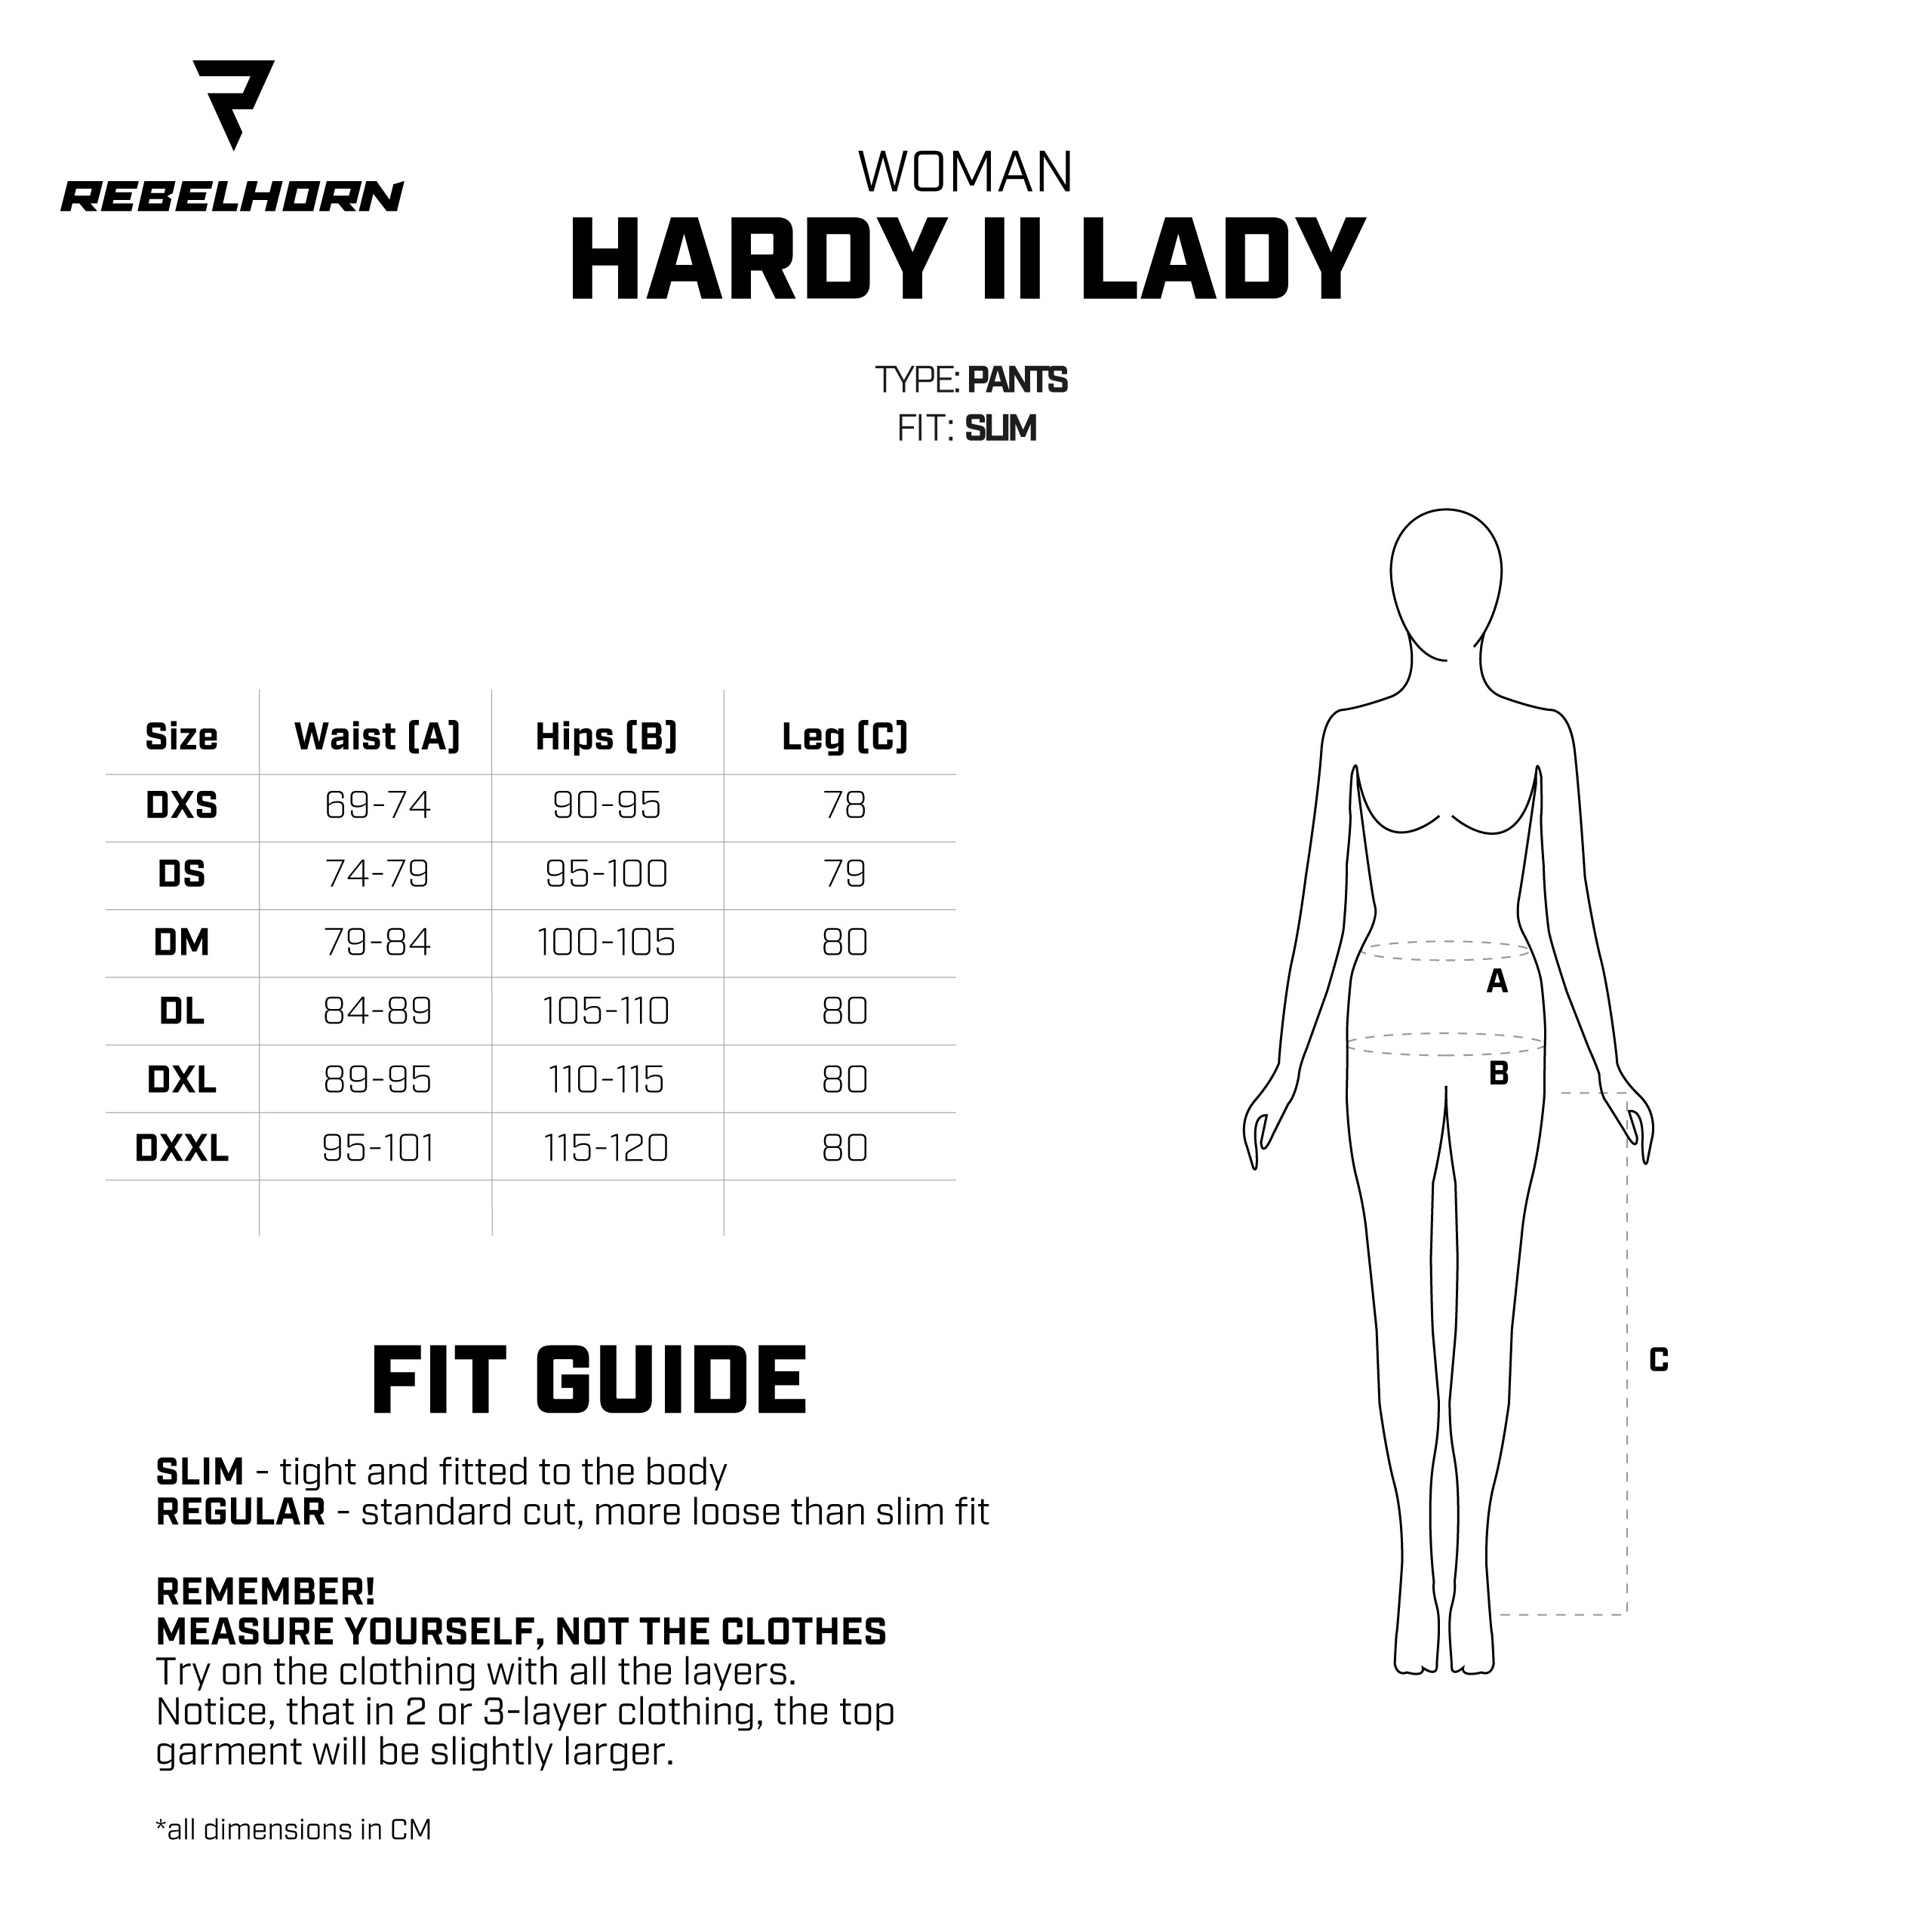 REBELHORN
WOMAN
HARDY II LADY
TYPE: PANTS
FIT: SLIM
Size Waist (A) Hips (B) Leg (C)
DXS 69-74 90-95 78
DS 74-79 95-100 79
DM 79-84 100-105 80
DL 84-89 105-110 80
DXL 89-95 110-115 80
DXXL 95-101 115-120 80
A
B
C
FIT GUIDE
SLIM - tight and fitted to the body
REGULAR - standard cut, more loose than slim fit
REMEMBER!
MEASURE YOURSELF, NOT THE CLOTHES
Try on the clothing with all the layers.
Notice, that in 2 or 3-layer clothing, the top
garment will be slightly larger.
*all dimensions in CM